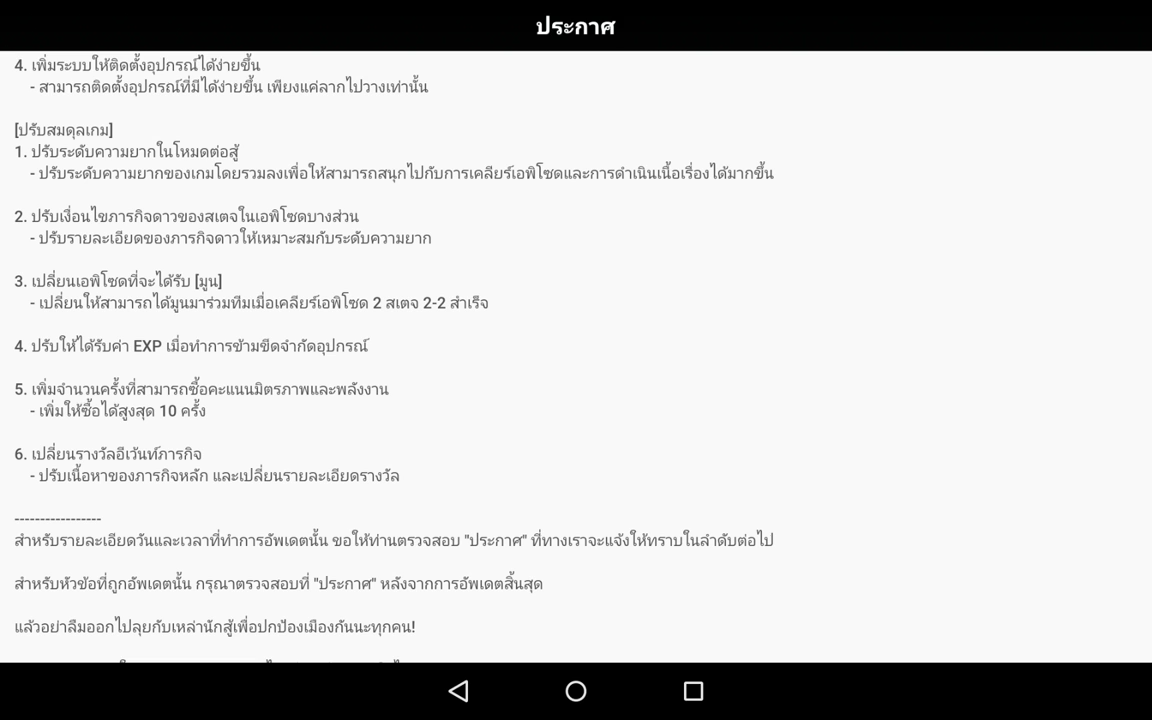 ประกาศ
4. เพิ่มระบบให้ติดตั้งอุปกรณ์ได้ง่ายขึ้น
- สามารถติดตั้งอุปกรณ์ที่มีได้ง่ายขึ้น เพียงแค่ลากไปวางเท่านั้น
[ปรับสมดุลเกม]
1. ปรับระดับความยากในโหมดต่อสู้
- ปรับระดับความยากของเกมโดยรวมลงเพื่อให้สามารถสนุกไปกับการเคลียร์เอพิโซดและการดำเนินเนื้อเรื่องได้มากขึ้น
2. ปรับเงื่อนไขภารกิจดาวของสเตจในเอพิโซดบางส่วน
- ปรับรายละเอียดของภารกิจดาวให้เหมาะสมกับระดับความยาก
3. เปลี่ยนเอพิโซดที่จะได้รับ [มูน]
- เปลี่ยนให้สามารถได้มูนมาร่วมทีมเมื่อเคลียร์เอพิโซด 2 สเตจ 2-2 สำเร็จ
4. ปรับให้ได้รับค่า EXP เมื่อทำการข้ามขีดจำกัดอุปกรณ์
5. เพิ่มจำนวนครั้งที่สามารถซื้อคะแนนมิตรภาพและพลังงาน
- เพิ่มให้ซื้อได้สูงสุด 10 ครั้ง
6. เปลี่ยนรางวัลอีเว้นท์ภารกิจ
- ปรับเนื้อหาของภารกิจหลัก และเปลี่ยนรายละเอียดรางวัล
-----------------
สำหรับรายละเอียดวันและเวลาที่ทำการอัพเดตนั้น ขอให้ท่านตรวจสอบ "ประกาศ" ที่ทางเราจะแจ้งให้ทราบในลำดับต่อไป
สำหรับหัวข้อที่ถูกอัพเดตนั้น กรุณาตรวจสอบที่ "ประกาศ" หลังจากการอัพเดตสิ้นสุด
แล้วอย่าลืมออกไปลุยกับเหล่านักสู้เพื่อปกป้องเมืองกันนะทุกคน!